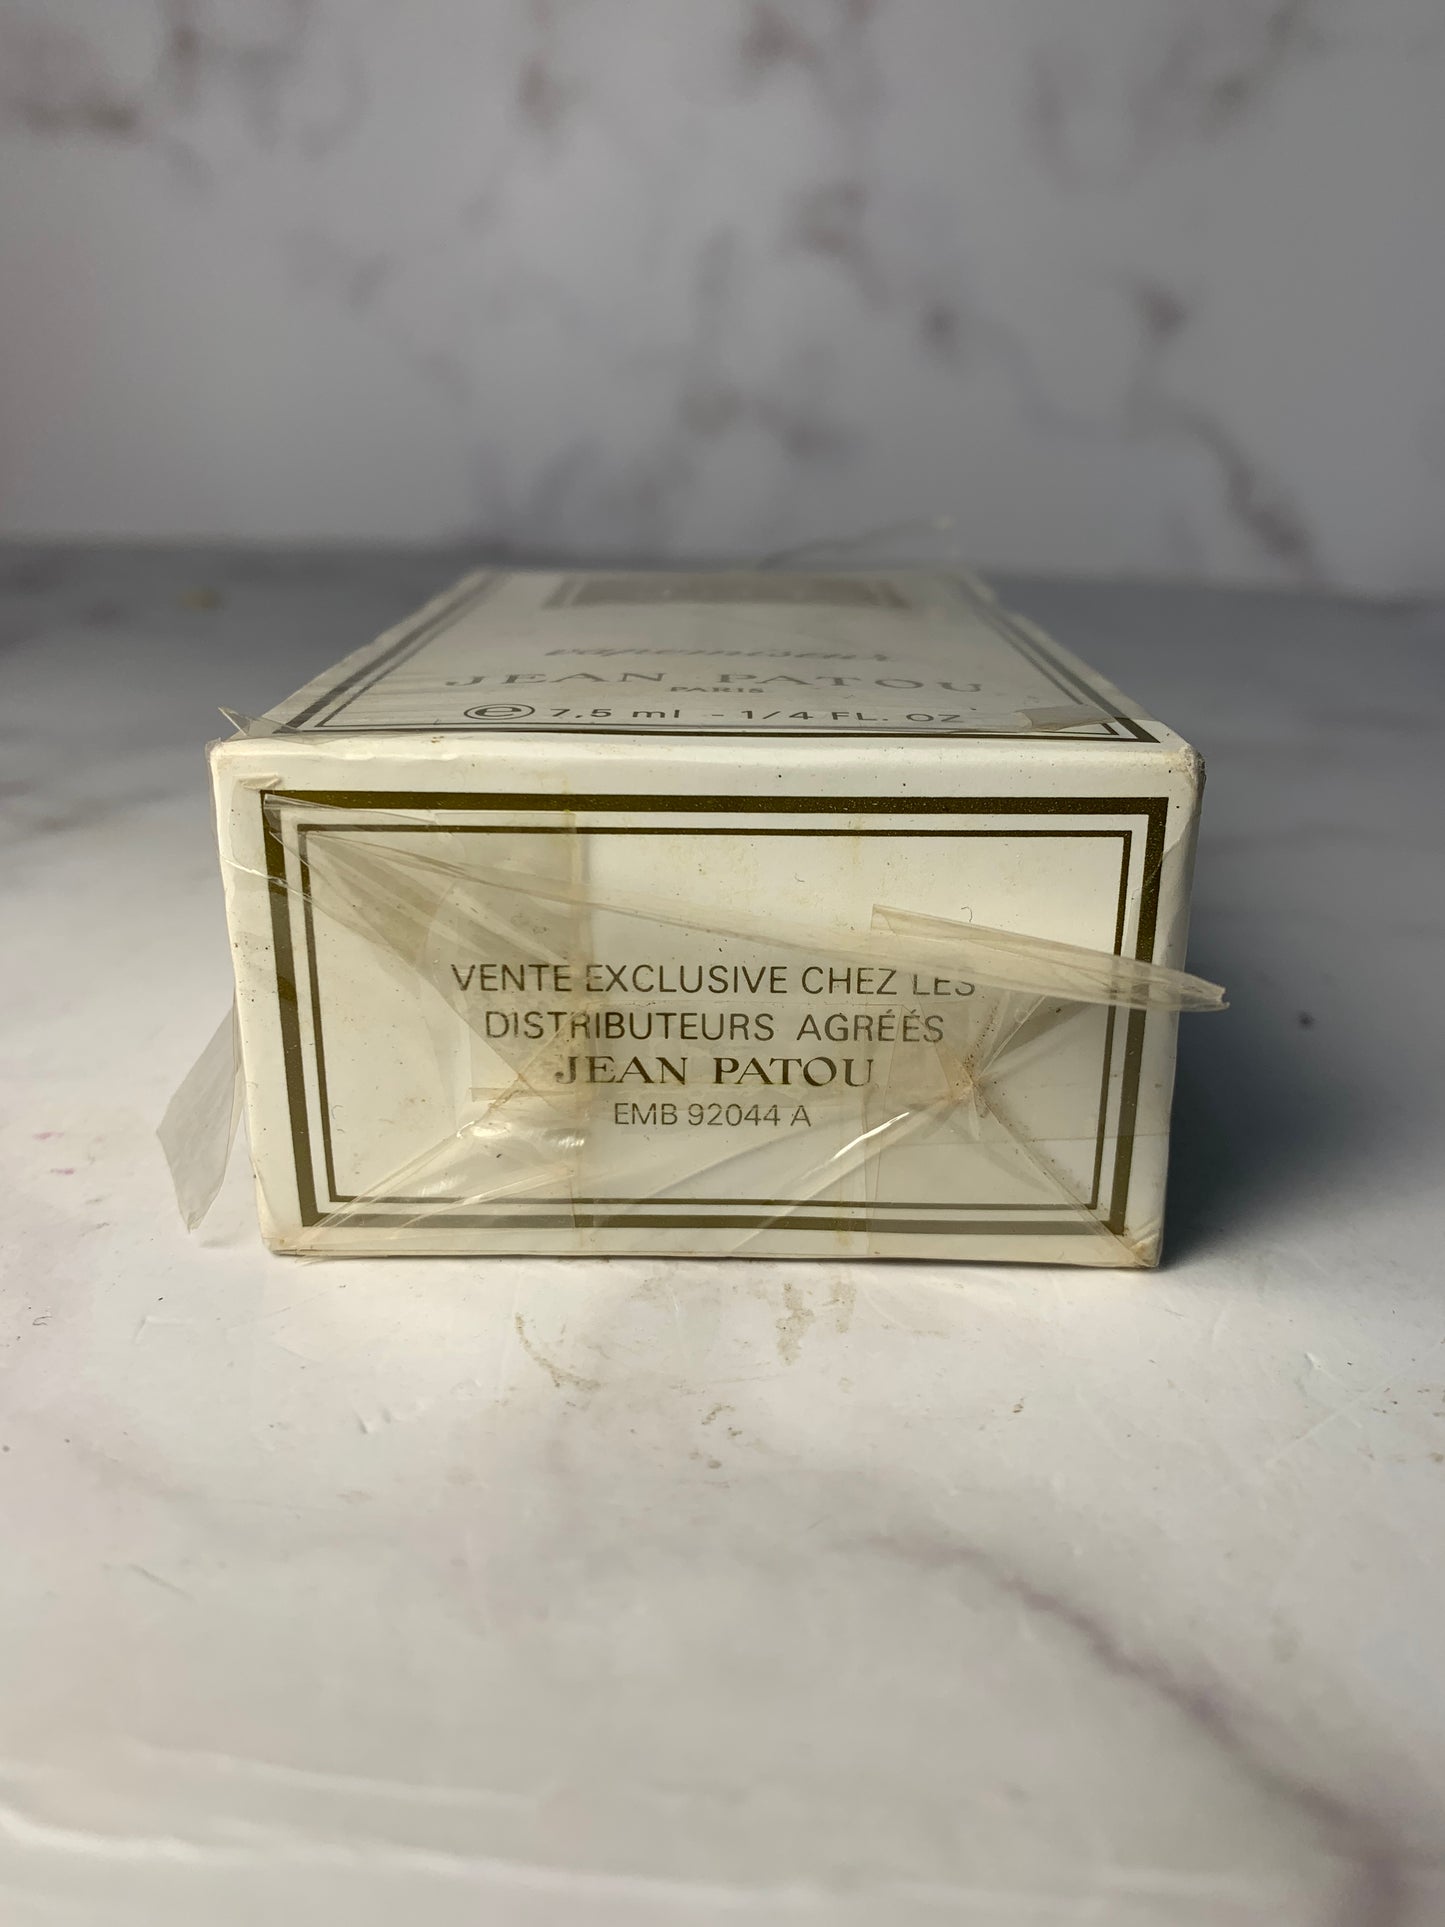 vaporiseur
JEAN PATOU
PARIS
℮ 7,5 ml - 1/4 FL. OZ
VENTE EXCLUSIVE CHEZ LES
DISTRIBUTEURS AGRÉÉS
JEAN PATOU
EMB 92044 A